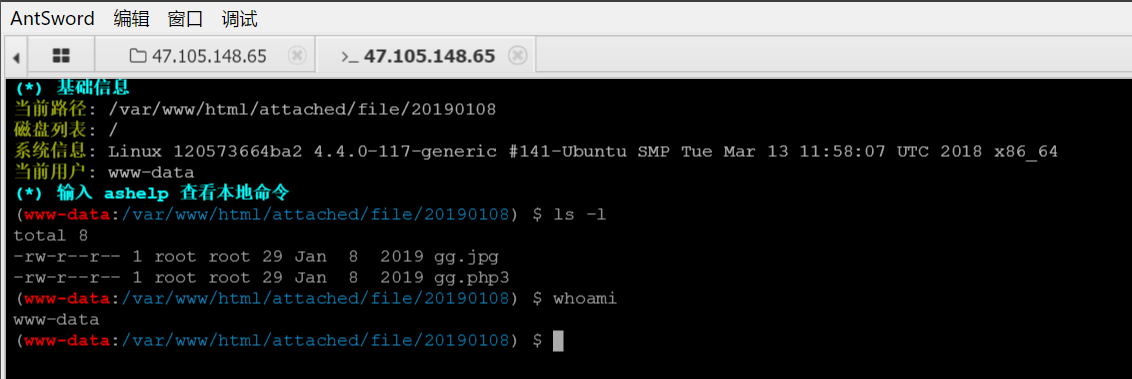 AntSword 编辑 窗口 调试
47.105.148.65 >_ 47.105.148.65
(*) 基础信息
当前路径: /var/www/html/attached/file/20190108
磁盘列表: /
系统信息: Linux 120573664ba2 4.4.0-117-generic #141-Ubuntu SMP Tue Mar 13 11:58:07 UTC 2018 x86_64
当前用户: www-data
(*) 输入 ashelp 查看本地命令
(www-data:/var/www/html/attached/file/20190108) $ ls -l
total 8
-rw-r--r-- 1 root root 29 Jan  8  2019 gg.jpg
-rw-r--r-- 1 root root 29 Jan  8  2019 gg.php3
(www-data:/var/www/html/attached/file/20190108) $ whoami
www-data
(www-data:/var/www/html/attached/file/20190108) $